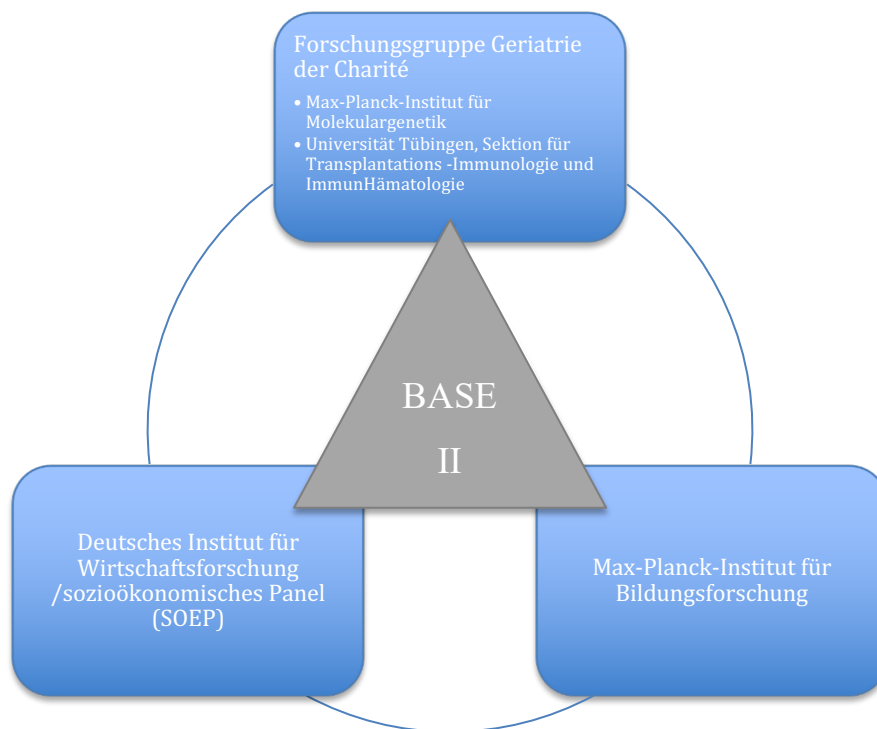 Forschungsgruppe Geriatrie
der Charité
• Max-Planck-Institut für
Molekulargenetik
• Universität Tübingen, Sektion für
Transplantations -Immunologie und
ImmunHämatologie
BASE
II
Deutsches Institut für
Wirtschaftsforschung
/sozioökonomisches Panel
(SOEP)
Max-Planck-Institut für
Bildungsforschung